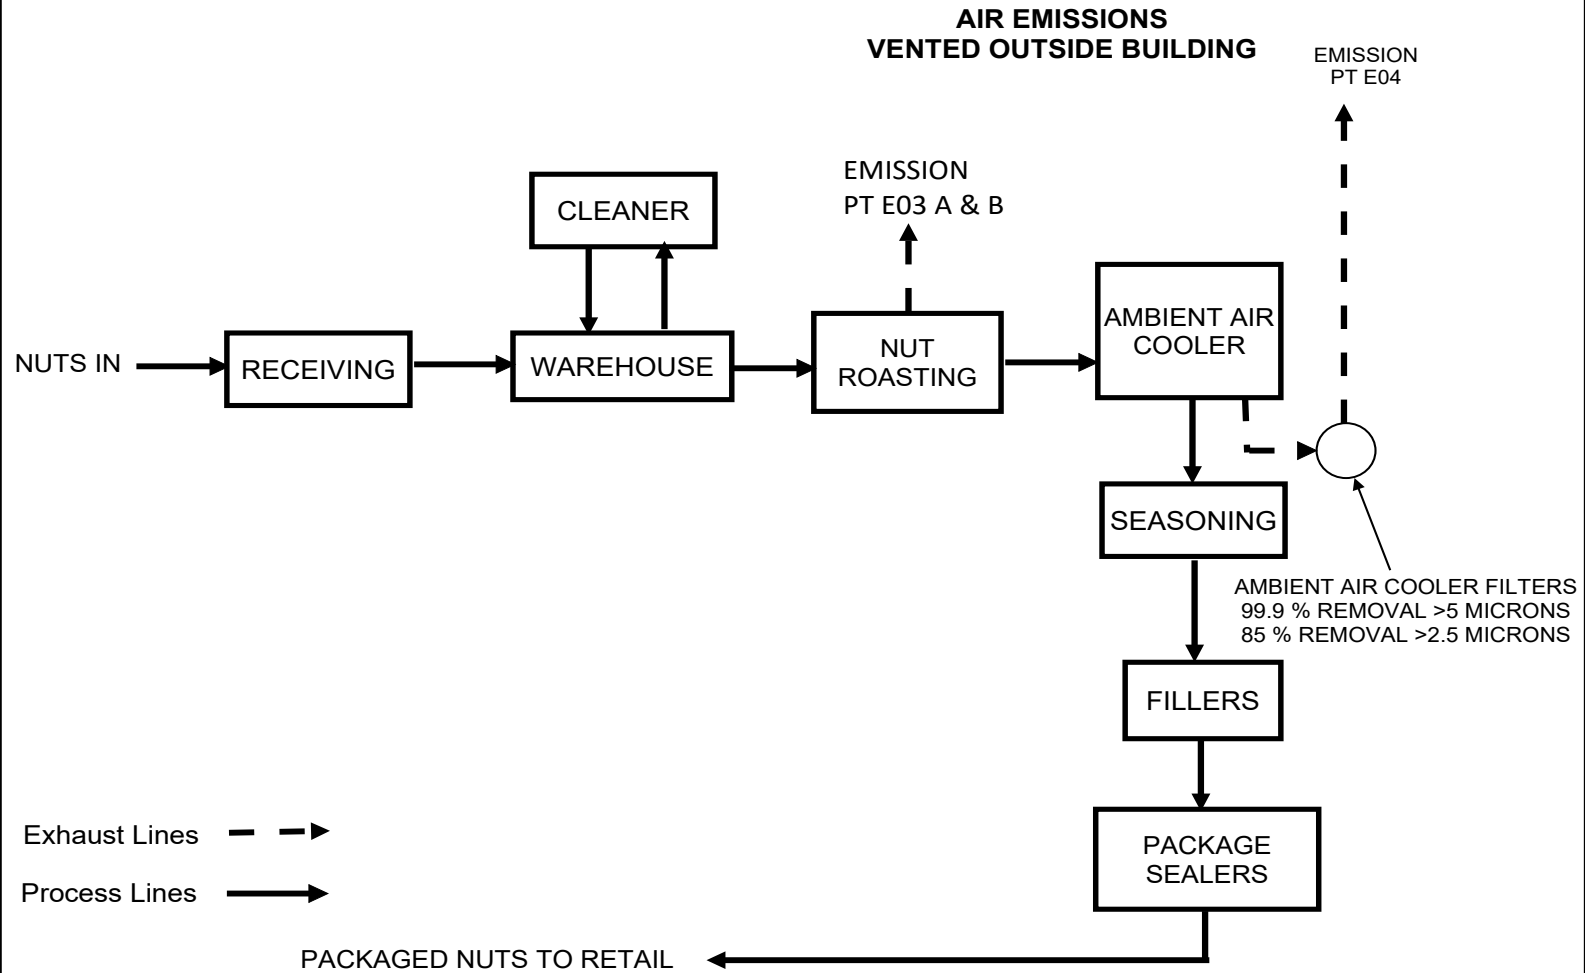 AIR EMISSIONS
VENTED OUTSIDE BUILDING
EMISSION
PT E04
EMISSION
PT E03 A & B
CLEANER
NUTS IN
RECEIVING
WAREHOUSE
NUT
ROASTING
AMBIENT AIR
COOLER
SEASONING
AMBIENT AIR COOLER FILTERS
99.9 % REMOVAL >5 MICRONS
85 % REMOVAL >2.5 MICRONS
FILLERS
PACKAGE
SEALERS
Exhaust Lines
Process Lines
PACKAGED NUTS TO RETAIL